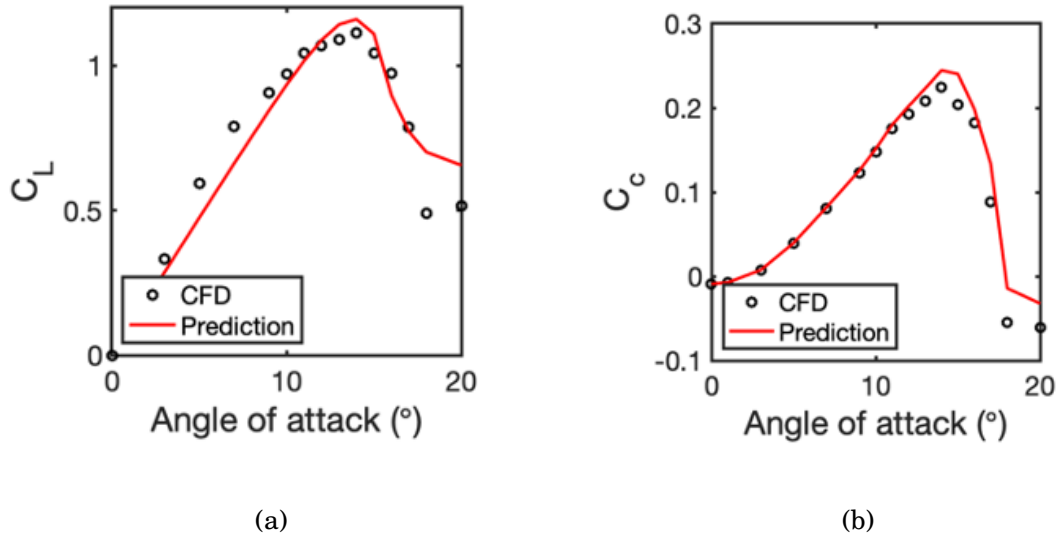 1
0.5
0
C_L
CFD
Prediction
0 10 20
Angle of attack (°)
(a)
0.3
0.2
0.1
0
-0.1
C_c
CFD
Prediction
0 10 20
Angle of attack (°)
(b)